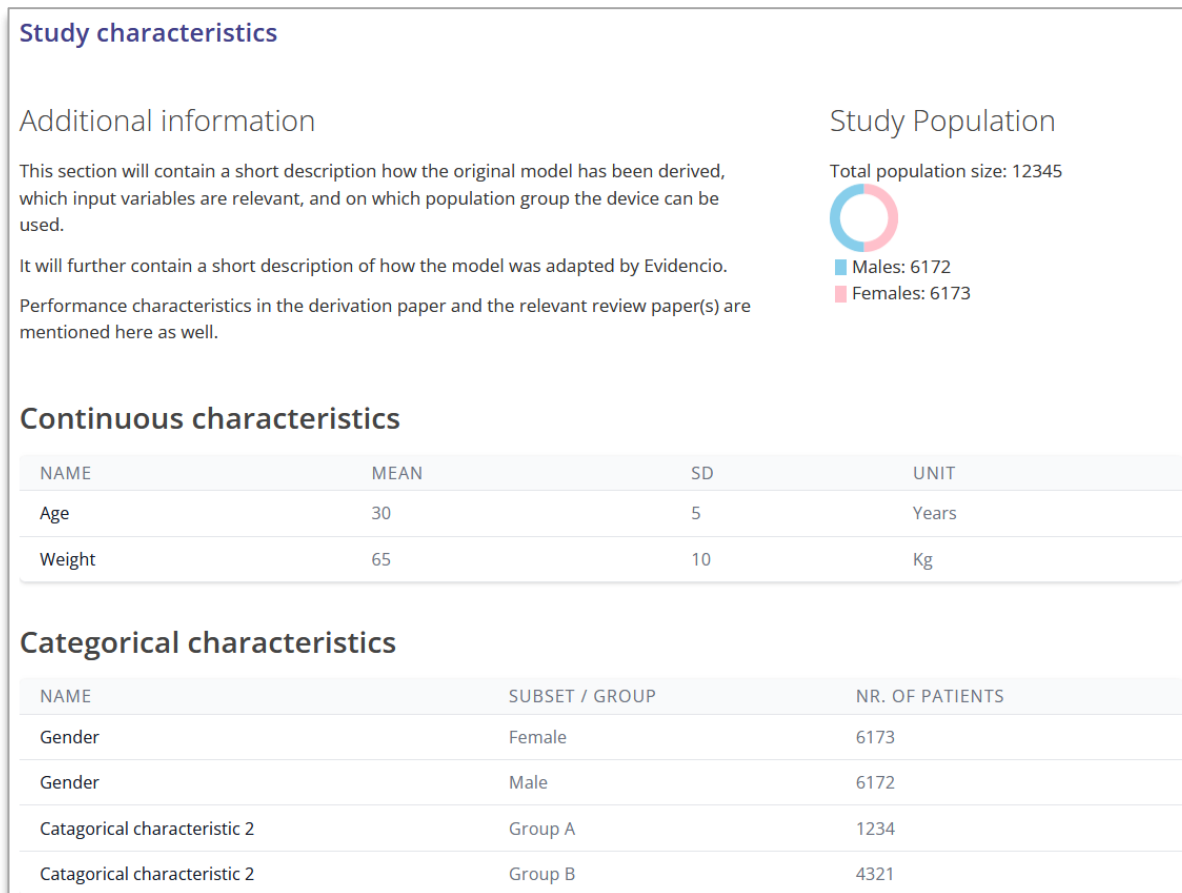 Study characteristics
Additional information
This section will contain a short description how the original model has been derived,
which input variables are relevant, and on which population group the device can be
used.
It will further contain a short description of how the model was adapted by Evidencio.
Performance characteristics in the derivation paper and the relevant review paper(s) are
mentioned here as well.
Study Population
Total population size: 12345
Males: 6172
Females: 6173
Continuous characteristics
NAME MEAN SD UNIT
Age 30 5 Years
Weight 65 10 Kg
Categorical characteristics
NAME SUBSET / GROUP NR. OF PATIENTS
Gender Female 6173
Gender Male 6172
Catagorical characteristic 2 Group A 1234
Catagorical characteristic 2 Group B 4321